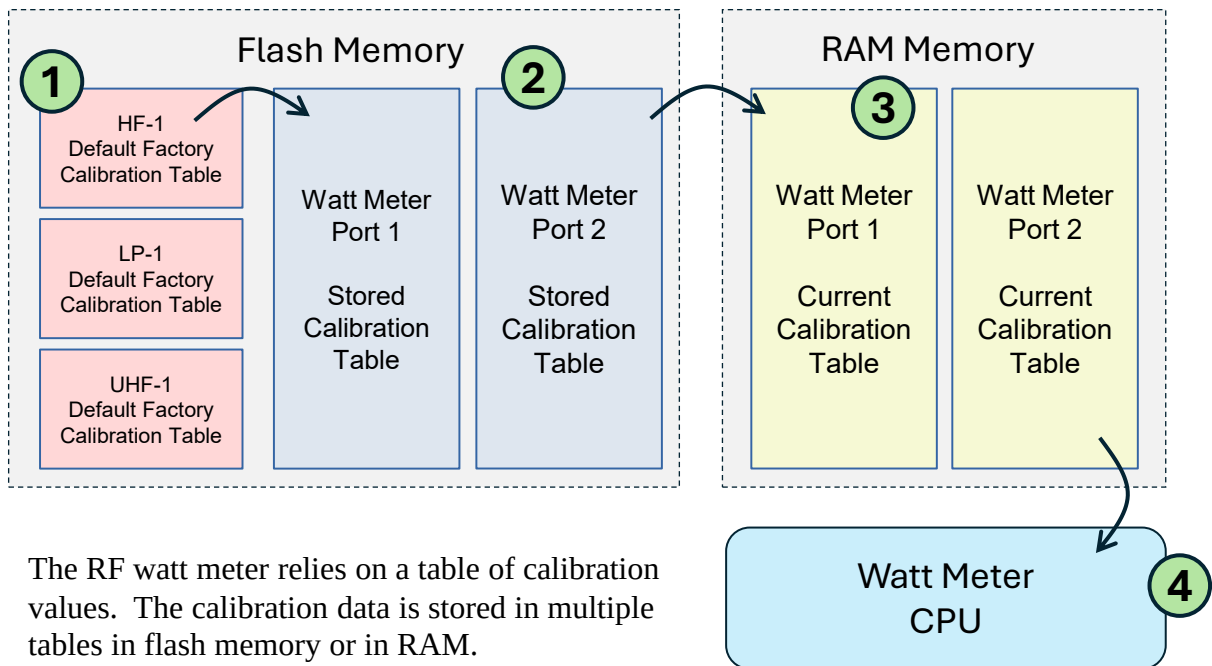 Flash Memory
RAM Memory
1
2
3
HF-1
Default Factory
Calibration Table
LP-1
Default Factory
Calibration Table
UHF-1
Default Factory
Calibration Table
Watt Meter
Port 1
Stored
Calibration
Table
Watt Meter
Port 2
Stored
Calibration
Table
Watt Meter
Port 1
Current
Calibration
Table
Watt Meter
Port 2
Current
Calibration
Table
The RF watt meter relies on a table of calibration
values.  The calibration data is stored in multiple
tables in flash memory or in RAM.
Watt Meter
CPU
4